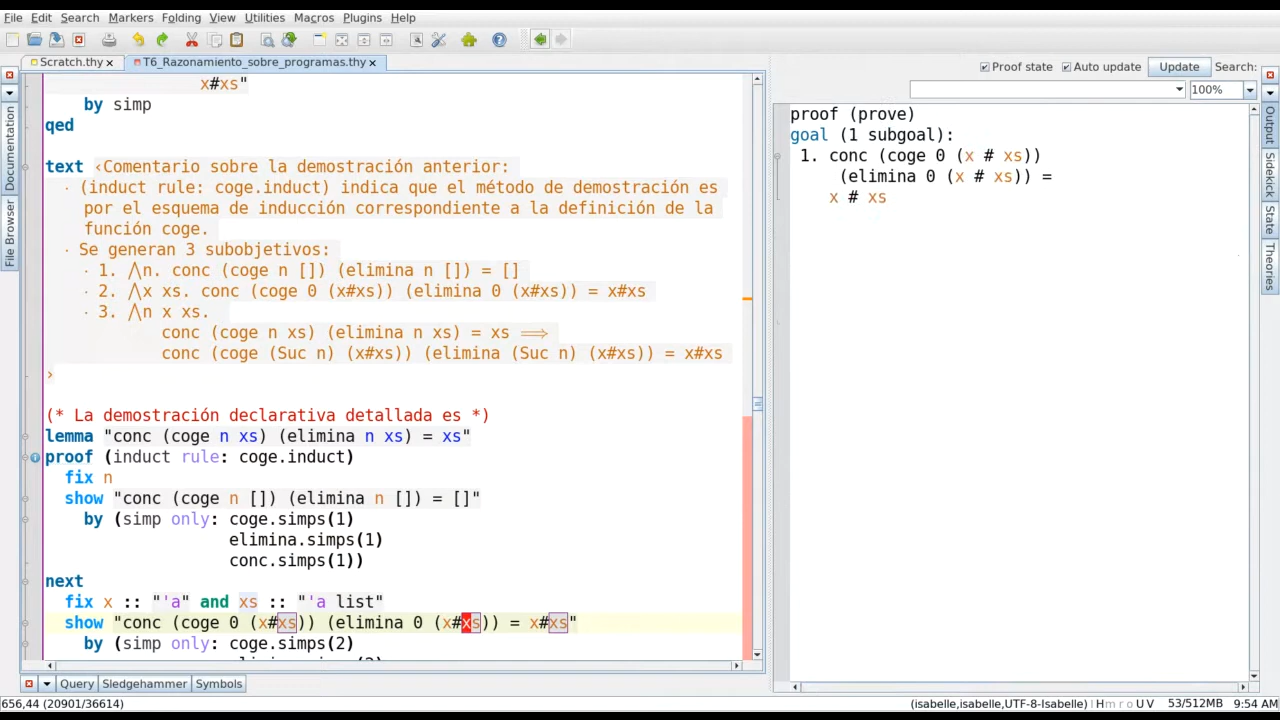 File Edit Search Markers Folding View Utilities Macros Plugins Help
Scratch.thy
T6_Razonamiento_sobre_programas.thy
Documentation
File Browser
x#xs"
by simp
qed
text ‹Comentario sobre la demostración anterior:
· (induct rule: coge.induct) indica que el método de demostración es
por el esquema de inducción correspondiente a la definición de la
función coge.
· Se generan 3 subobjetivos:
· 1. ⋀n. conc (coge n []) (elimina n []) = []
· 2. ⋀x xs. conc (coge 0 (x#xs)) (elimina 0 (x#xs)) = x#xs
· 3. ⋀n x xs.
conc (coge n xs) (elimina n xs) = xs ⟹
conc (coge (Suc n) (x#xs)) (elimina (Suc n) (x#xs)) = x#xs
›
(* La demostración declarativa detallada es *)
lemma "conc (coge n xs) (elimina n xs) = xs"
proof (induct rule: coge.induct)
fix n
show "conc (coge n []) (elimina n []) = []"
by (simp only: coge.simps(1)
elimina.simps(1)
conc.simps(1))
next
fix x :: "'a" and xs :: "'a list"
show "conc (coge 0 (x#xs)) (elimina 0 (x#xs)) = x#xs"
by (simp only: coge.simps(2)
Proof state Auto update Update Search:
100%
proof (prove)
goal (1 subgoal):
1. conc (coge 0 (x # xs))
(elimina 0 (x # xs)) =
x # xs
Output
Sidekick
State
Theories
Query Sledgehammer Symbols
656,44 (20901/36614)
(isabelle,isabelle,UTF-8-Isabelle) | H m r o U V 53/512MB 9:54 AM